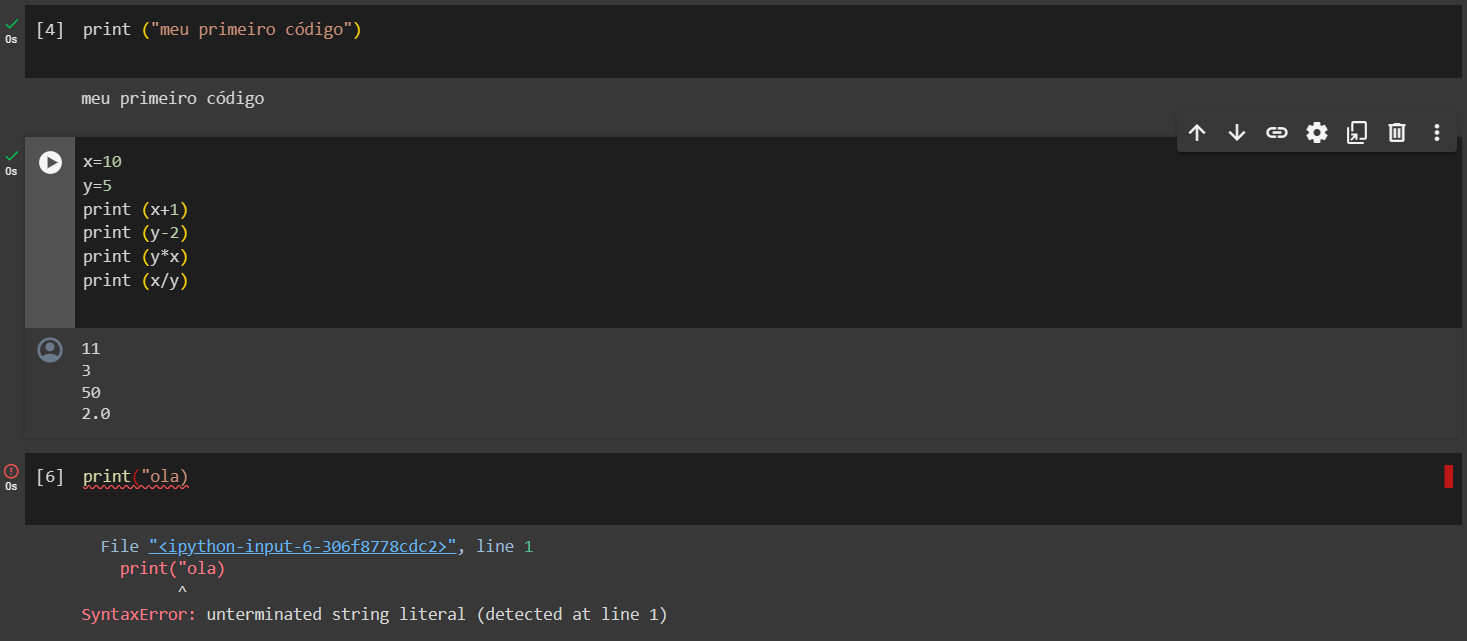 0s
[4] print ("meu primeiro código")
meu primeiro código
0s
x=10
y=5
print (x+1)
print (y-2)
print (y*x)
print (x/y)
11
3
50
2.0
0s
[6] print("ola)
File "<ipython-input-6-306f8778cdc2>", line 1
print("ola)
^
SyntaxError: unterminated string literal (detected at line 1)